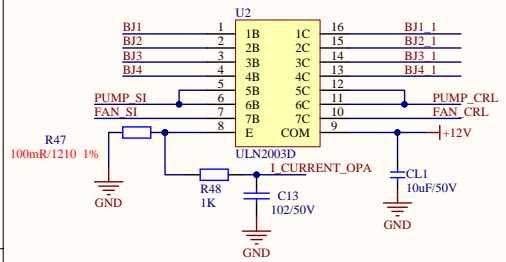 U2
BJ1 1 1B 1C 16 BJ1_1
BJ2 2 2B 2C 15 BJ2_1
BJ3 3 3B 3C 14 BJ3_1
BJ4 4 4B 4C 13 BJ4_1
5 5B 5C 12
PUMP_SI 6 6B 6C 11 PUMP_CRL
FAN_SI 7 7B 7C 10 FAN_CRL
8 E COM 9 +12V
R47
100mR/1210 1%
ULN2003D
I_CURRENT_OPA
R48
1K
C13
102/50V
CL1
10uF/50V
GND
GND
GND